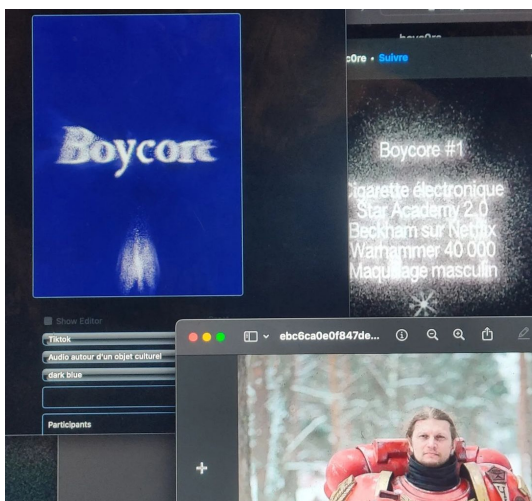 Boycore
Show Editor
Tiktok
Audio autour d'un objet culturel
dark blue
Participants
c0re • Suivre
Boycore #1
Cigarette électronique
Star Academy 2.0
Beckham sur Netflix
Warhammer 40 000
Maquillage masculin
ebc6ca0e0f847de...